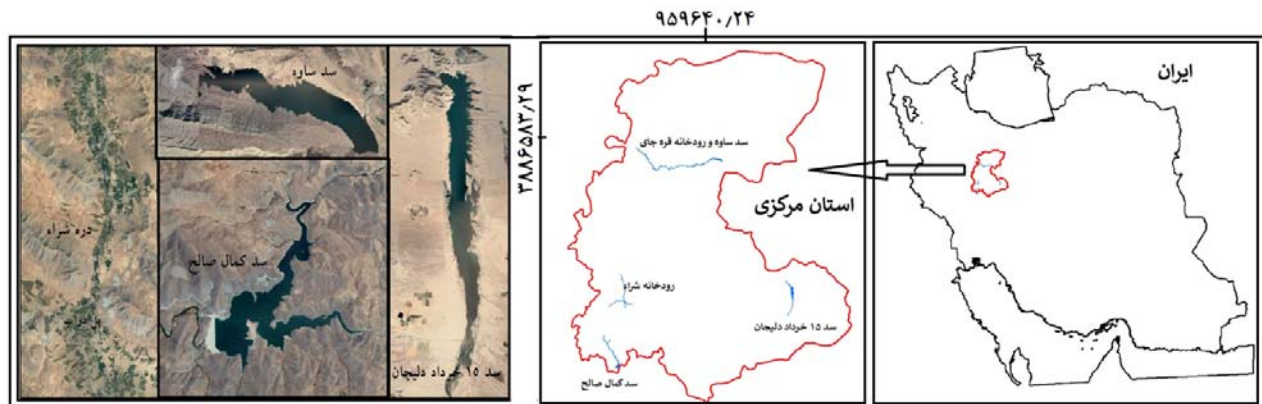 ۹۵۹۶۴۰٫۲۴
ایران
۳۸۸۶۵۸۳٫۲۹
سد ساوه و رودخانه قره جای
استان مرکزی
رودخانه شراء
سد ۱۵ خرداد دلیجان
سد کمال صالح
سد ساوه
دره شراء
سد کمال صالح
سد ۱۵ خرداد دلیجان